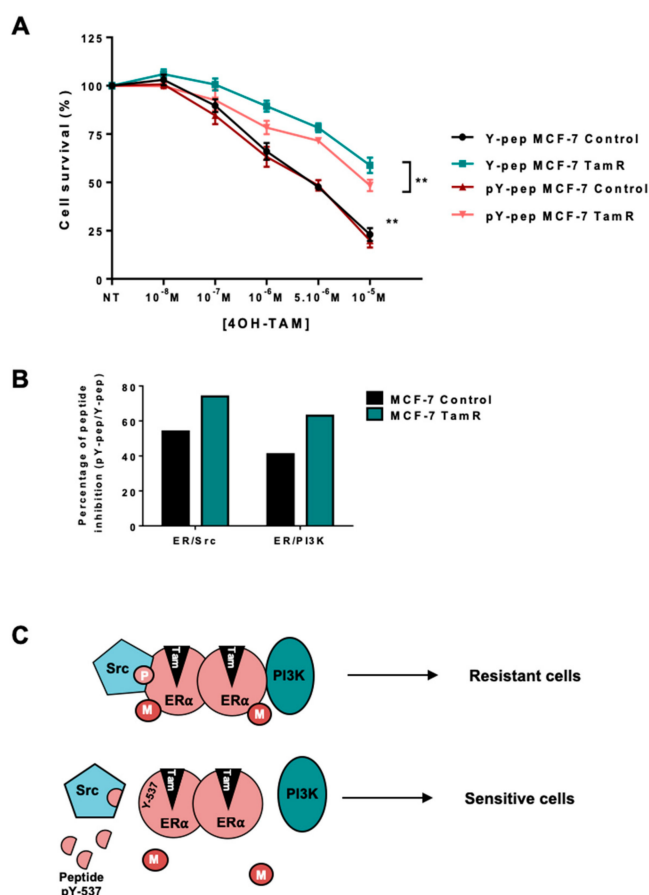 A
125
100
75
50
25
0
Cell survival (%)
NT
10⁻⁸M
10⁻⁷M
10⁻⁶M
5.10⁻⁶M
10⁻⁵M
[4OH-TAM]
**
**
Y-pep MCF-7 Control
Y-pep MCF-7 TamR
pY-pep MCF-7 Control
pY-pep MCF-7 TamR
B
80
60
40
20
0
Percentage of peptide
inhibition (pY-pep/Y-pep)
ER/Src
ER/PI3K
MCF-7 Control
MCF-7 TamR
C
Src
P
Tam
ERα
Tam
ERα
PI3K
M
M
Resistant cells
Src
Y-537
Tam
ERα
Tam
ERα
PI3K
M
M
Sensitive cells
Peptide
pY-537